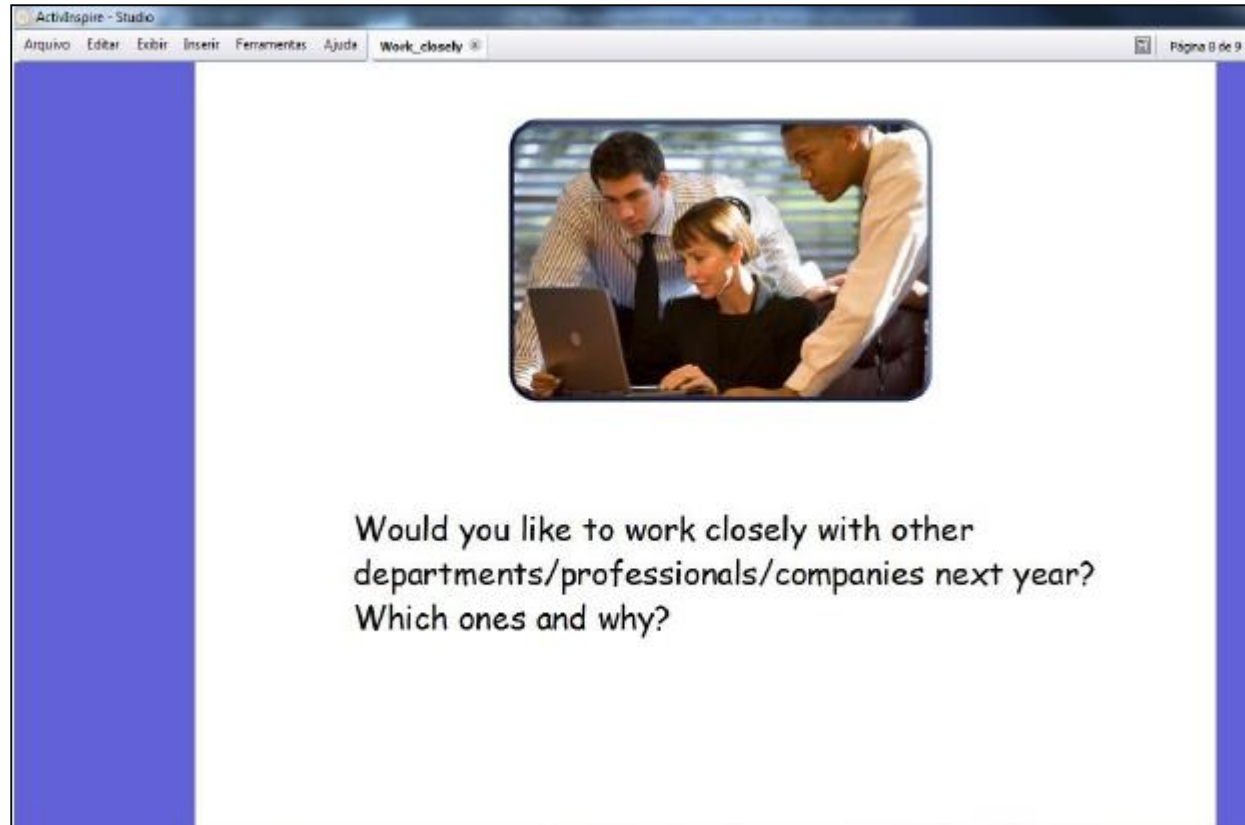 ActivInspire - Studio
Arquivo Editar Exibir Inserir Ferramentas Ajuda Work_closely Página 8 de 9
Would you like to work closely with other
departments/professionals/companies next year?
Which ones and why?